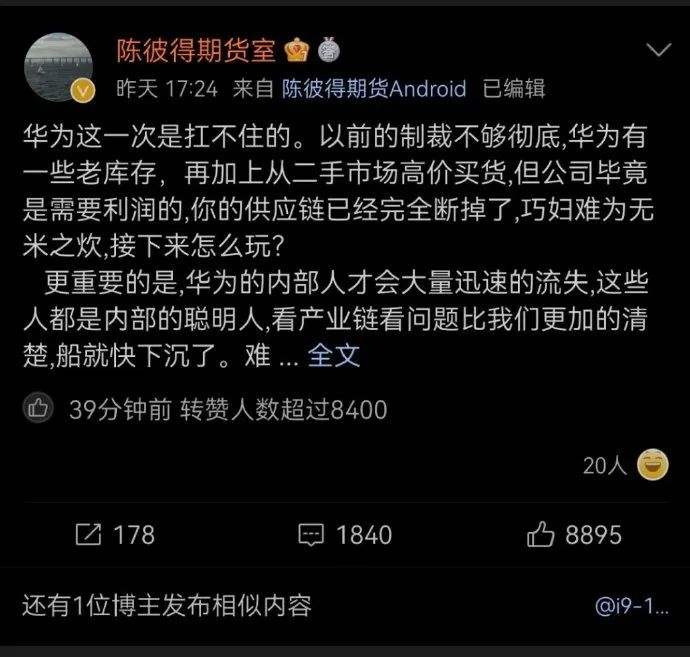 陈彼得期货室
昨天 17:24 来自 陈彼得期货Android 已编辑
华为这一次是扛不住的。以前的制裁不够彻底,华为有
一些老库存，再加上从二手市场高价买货,但公司毕竟
是需要利润的,你的供应链已经完全断掉了,巧妇难为无
米之炊,接下来怎么玩?
更重要的是,华为的内部人才会大量迅速的流失,这些
人都是内部的聪明人,看产业链看问题比我们更加的清
楚,船就快下沉了。难 ... 全文
39分钟前 转赞人数超过8400
20人
178 1840 8895
还有1位博主发布相似内容 @i9-1...